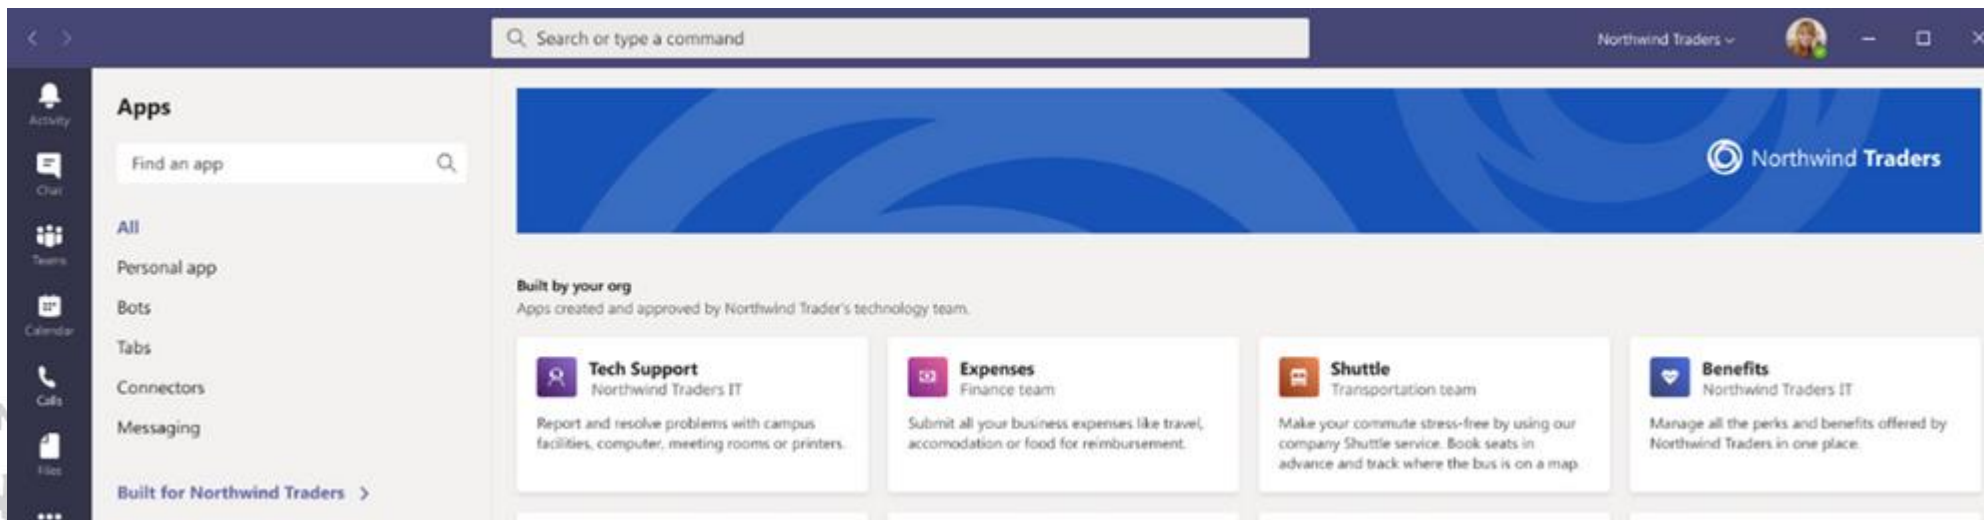 Search or type a command
Northwind Traders
Activity
Chat
Teams
Calendar
Calls
Files
Apps
Find an app
All
Personal app
Bots
Tabs
Connectors
Messaging
Built for Northwind Traders
Northwind Traders
Built by your org
Apps created and approved by Northwind Trader's technology team.
Tech Support
Northwind Traders IT
Report and resolve problems with campus
facilities, computer, meeting rooms or printers.
Expenses
Finance team
Submit all your business expenses like travel,
accomodation or food for reimbursement.
Shuttle
Transportation team
Make your commute stress-free by using our
company Shuttle service. Book seats in
advance and track where the bus is on a map
Benefits
Northwind Traders IT
Manage all the perks and benefits offered by
Northwind Traders in one place.